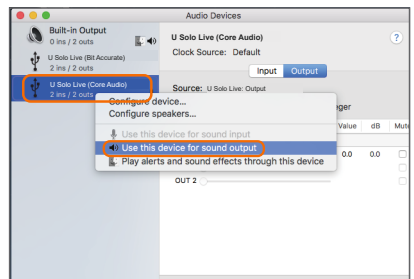 Audio Devices
Built-in Output
0 ins / 2 outs
U Solo Live (Bit Accurate)
2 ins / 2 outs
U Solo Live (Core Audio)
2 ins / 2 outs
U Solo Live (Core Audio)
?
Clock Source: Default
Input Output
Source: U Solo Live: Output
Configure device...
Configure speakers...
Use this device for sound input
Use this device for sound output
Play alerts and sound effects through this device
Value dB Mute
0.0 0.0
OUT 2